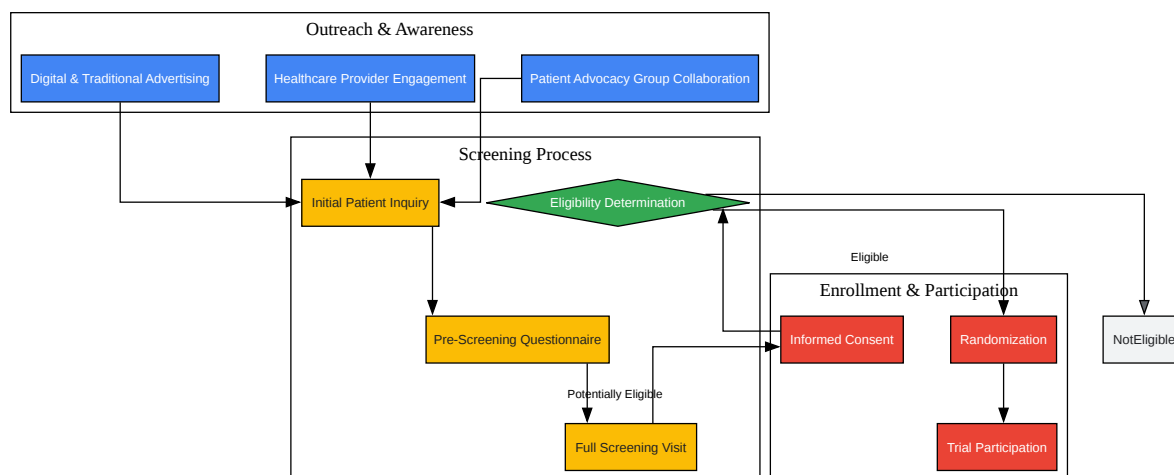 Outreach & Awareness
Digital & Traditional Advertising
Healthcare Provider Engagement
Patient Advocacy Group Collaboration
Screening Process
Initial Patient Inquiry
Eligibility Determination
Eligible
Enrollment & Participation
Pre-Screening Questionnaire
Informed Consent
Randomization
NotEligible
Potentially Eligible
Full Screening Visit
Trial Participation